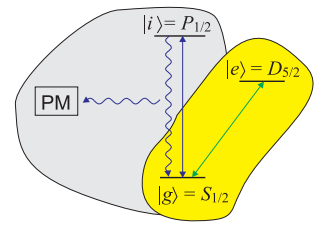 |i⟩= P1/2
|e⟩= D5/2
PM
|g⟩ = S1/2